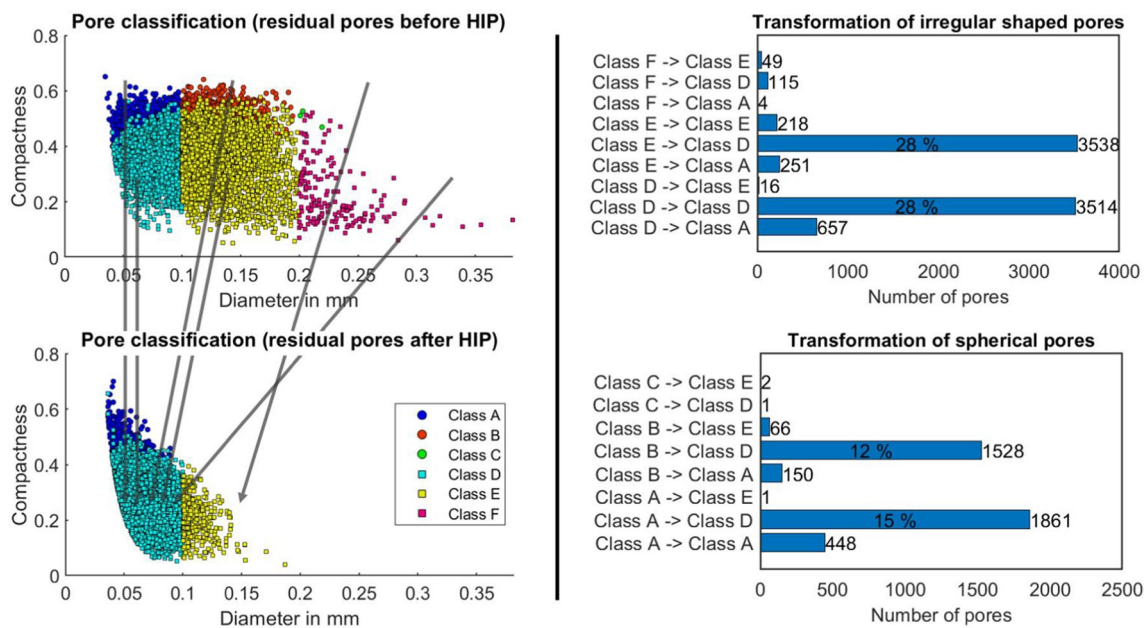 Pore classification (residual pores before HIP)
0.8
0.6
0.4
0.2
0
Compactness
0 0.05 0.1 0.15 0.2 0.25 0.3 0.35
Diameter in mm
Pore classification (residual pores after HIP)
0.8
0.6
0.4
0.2
0
Compactness
Class A
Class B
Class C
Class D
Class E
Class F
0 0.05 0.1 0.15 0.2 0.25 0.3 0.35
Diameter in mm
Transformation of irregular shaped pores
Class F -> Class E 49
Class F -> Class D 115
Class F -> Class A 4
Class E -> Class E 218
Class E -> Class D 28 % 3538
Class E -> Class A 251
Class D -> Class E 16
Class D -> Class D 28 % 3514
Class D -> Class A 657
0 1000 2000 3000 4000
Number of pores
Transformation of spherical pores
Class C -> Class E 2
Class C -> Class D 1
Class B -> Class E 66
Class B -> Class D 12 % 1528
Class B -> Class A 150
Class A -> Class E 1
Class A -> Class D 15 % 1861
Class A -> Class A 448
0 500 1000 1500 2000 2500
Number of pores